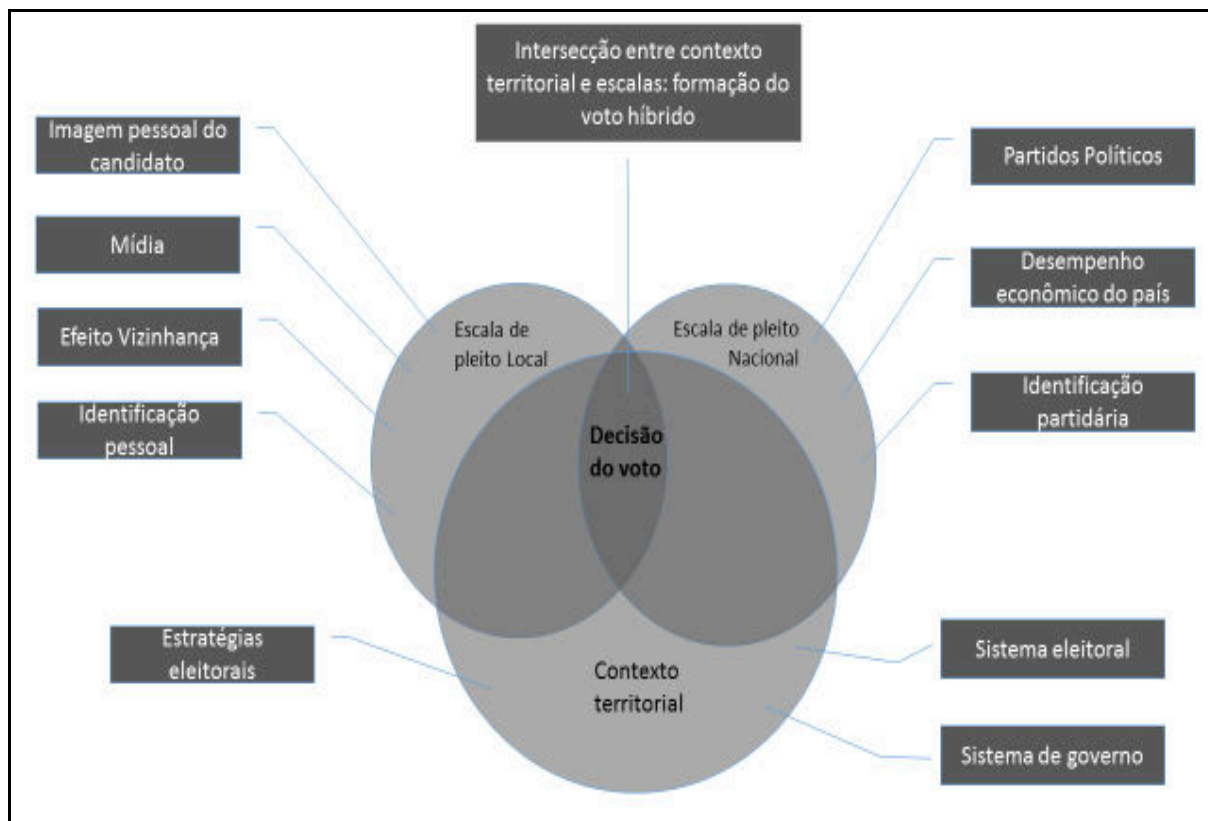 Intersecção entre contexto
territorial e escalas: formação do
voto híbrido
Imagem pessoal do
candidato
Mídia
Efeito Vizinhança
Identificação
pessoal
Partidos Políticos
Desempenho
econômico do país
Identificação
partidária
Escala de
pleito Local
Escala de pleito
Nacional
Decisão
do voto
Contexto
territorial
Estratégias
eleitorais
Sistema eleitoral
Sistema de governo